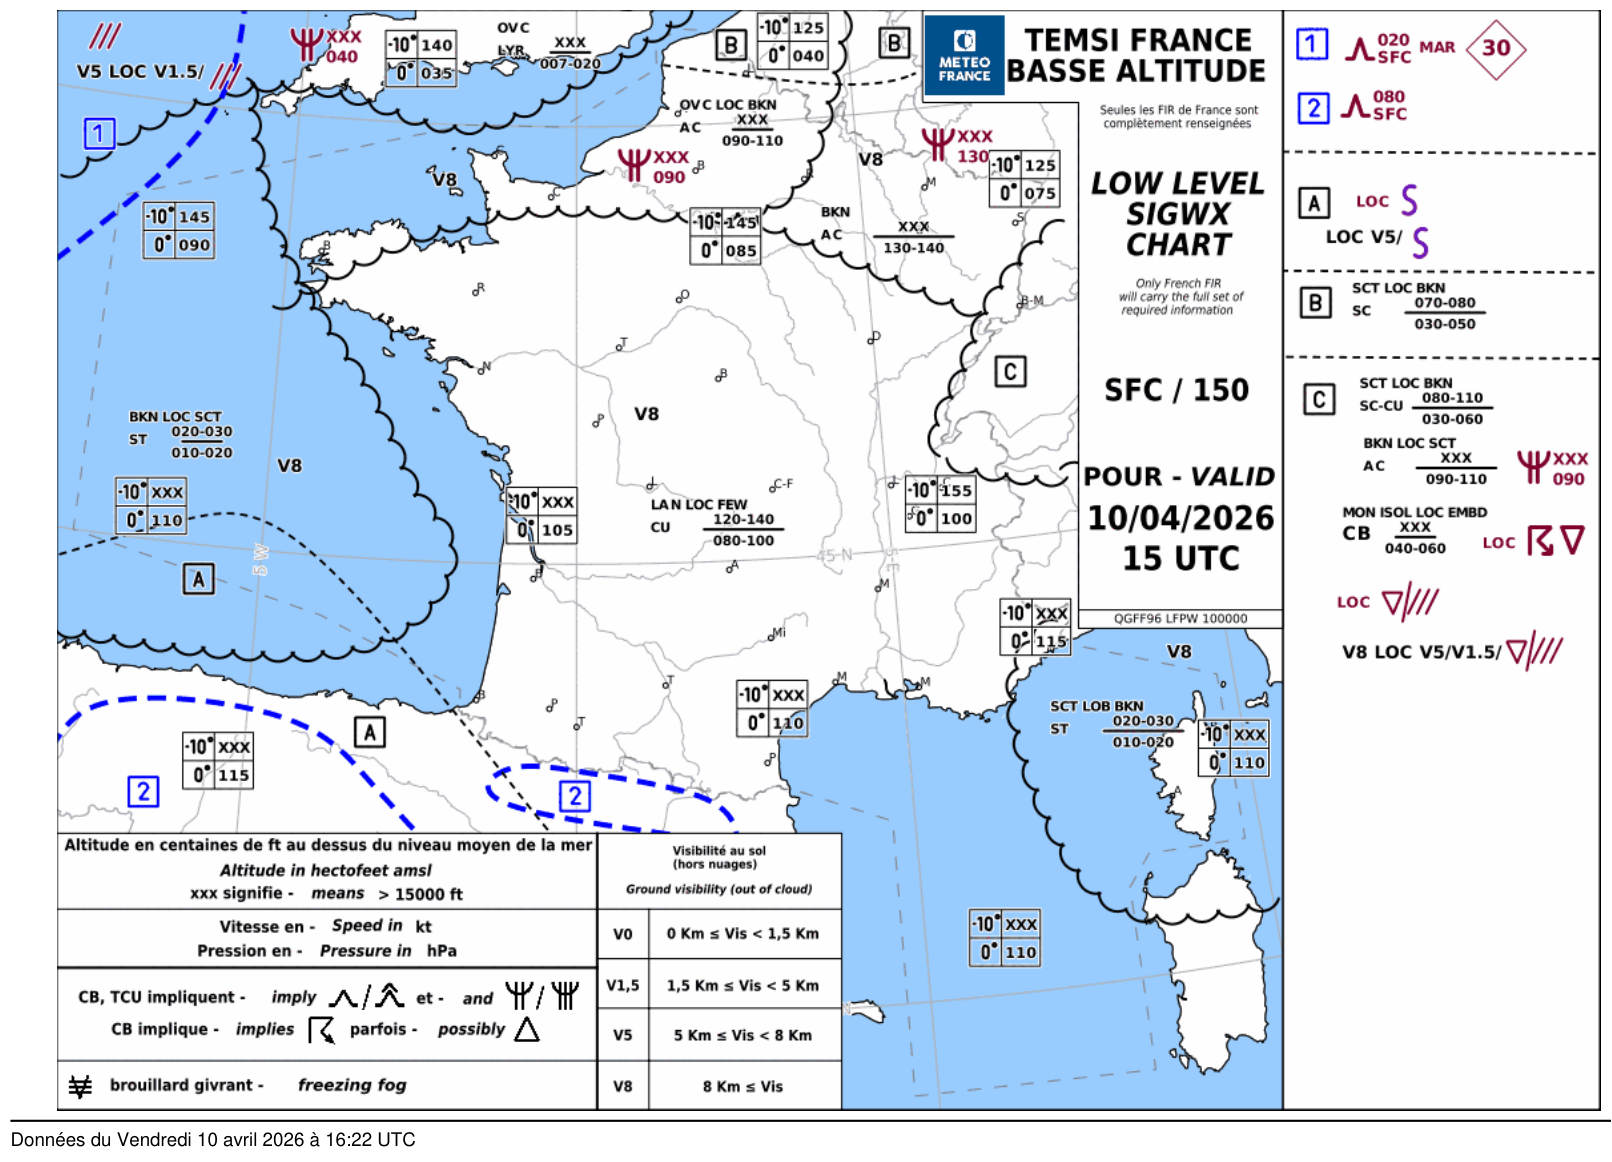 V5 LOC V1.5/
XXX
040
-10° 140
0° 035
OVC
LYR
XXX
007-020
B
-10° 125
0° 040
B
METEO
FRANCE
TEMSI FRANCE
BASSE ALTITUDE
Seules les FIR de France sont
complètement renseignées
LOW LEVEL
SIGWX
CHART
Only French FIR
will carry the full set of
required information
SFC / 150
POUR - VALID
10/04/2026
15 UTC
QGFF96 LFPW 100000
1
OVC LOC BKN
AC
XXX
090-110
XXX
090
V8
C
C
B
V8
XXX
130
-10° 125
0° 075
M
S
-10° 145
0° 090
B
-10° 145
0° 085
BKN
AC
XXX
130-140
R
O
B-M
T
D
N
B
C
P
V8
BKN LOC SCT
ST
020-030
010-020
V8
-10° XXX
0° 110
5 W
A
-10° XXX
0° 105
L
C-F
L
-10° 155
0° 100
LAN LOC FEW
CU
120-140
080-100
45 N
5 E
B
A
M
Mi
-10° XXX
0° 115
V8
B
P
T
T
M
M
-10° XXX
0° 110
P
SCT LOB BKN
ST
020-030
010-020
-10° XXX
0° 110
A
A
-10° XXX
0° 115
2
2
-10° XXX
0° 110
1
020
SFC
MAR
30
2
080
SFC
A
LOC
LOC V5/
B
SCT LOC BKN
SC
070-080
030-050
C
SCT LOC BKN
SC-CU
080-110
030-060
BKN LOC SCT
AC
XXX
090-110
XXX
090
MON ISOL LOC EMBD
CB
XXX
040-060
LOC
LOC
V8 LOC V5/V1.5/
Altitude en centaines de ft au dessus du niveau moyen de la mer
Altitude in hectofeet amsl
xxx signifie - means > 15000 ft
Vitesse en - Speed in kt
Pression en - Pressure in hPa
CB, TCU impliquent - imply / et - and /
CB implique - implies parfois - possibly
brouillard givrant - freezing fog
Visibilité au sol
(hors nuages)
Ground visibility (out of cloud)
V0 0 Km ≤ Vis < 1,5 Km
V1,5 1,5 Km ≤ Vis < 5 Km
V5 5 Km ≤ Vis < 8 Km
V8 8 Km ≤ Vis
Données du Vendredi 10 avril 2026 à 16:22 UTC